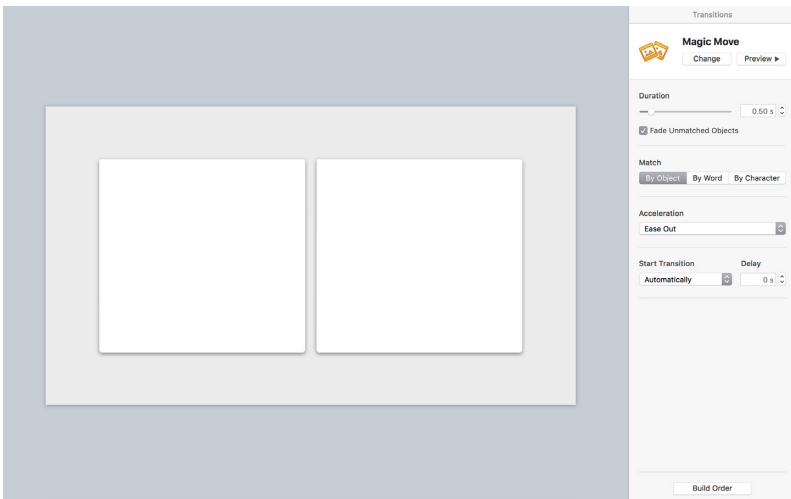 Transitions
Magic Move
Change Preview ▶
Duration
0.50 s
Fade Unmatched Objects
Match
By Object By Word By Character
Acceleration
Ease Out
Start Transition Delay
Automatically 0 s
Build Order